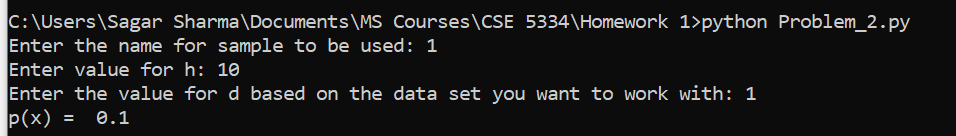 C:\Users\Sagar Sharma\Documents\MS Courses\CSE 5334\Homework 1>python Problem_2.py
Enter the name for sample to be used: 1
Enter value for h: 10
Enter the value for d based on the data set you want to work with: 1
p(x) =  0.1